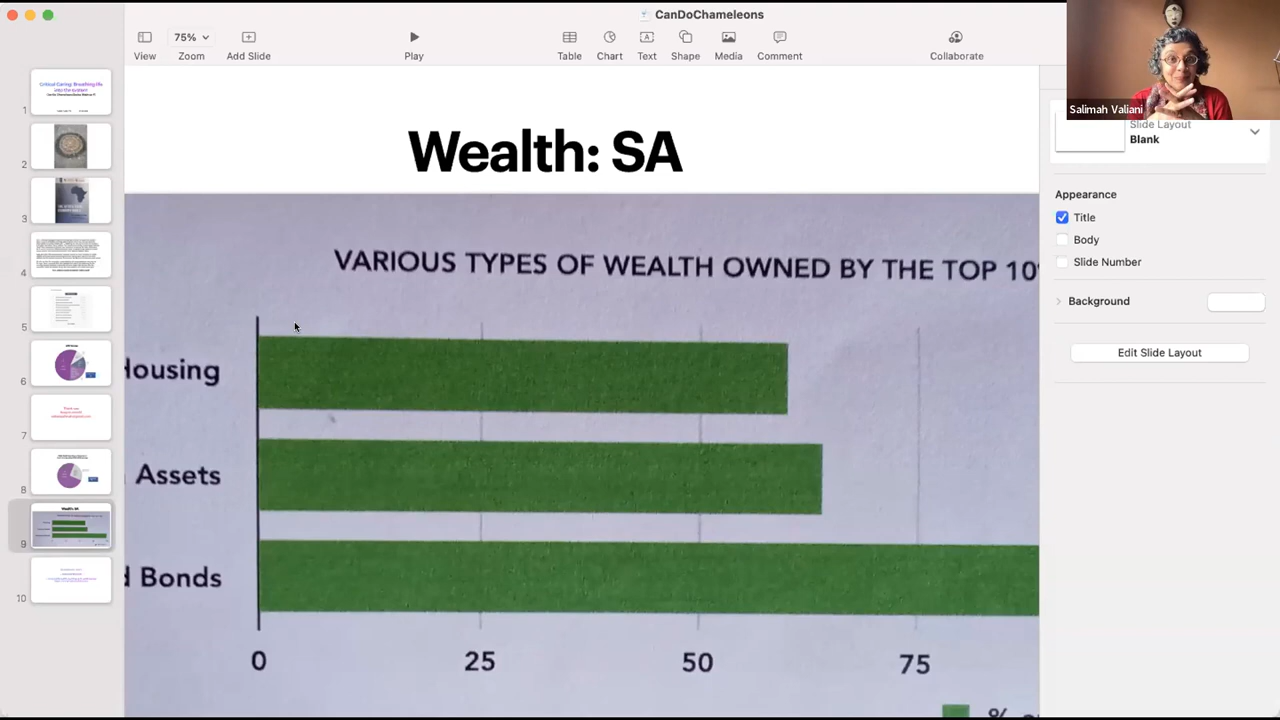 CanDoChameleons
75%
View
Zoom
Add Slide
Play
Table
Chart
Text
Shape
Media
Comment
Collaborate
Salimah Valiani
Wealth: SA
VARIOUS TYPES OF WEALTH OWNED BY THE TOP 10
Housing
Assets
Bonds
0 25 50 75
%
Slide Layout
Blank
Appearance
Title
Body
Slide Number
Background
Edit Slide Layout
1
2
3
4
5
6
7
8
Wealth: SA
9
10